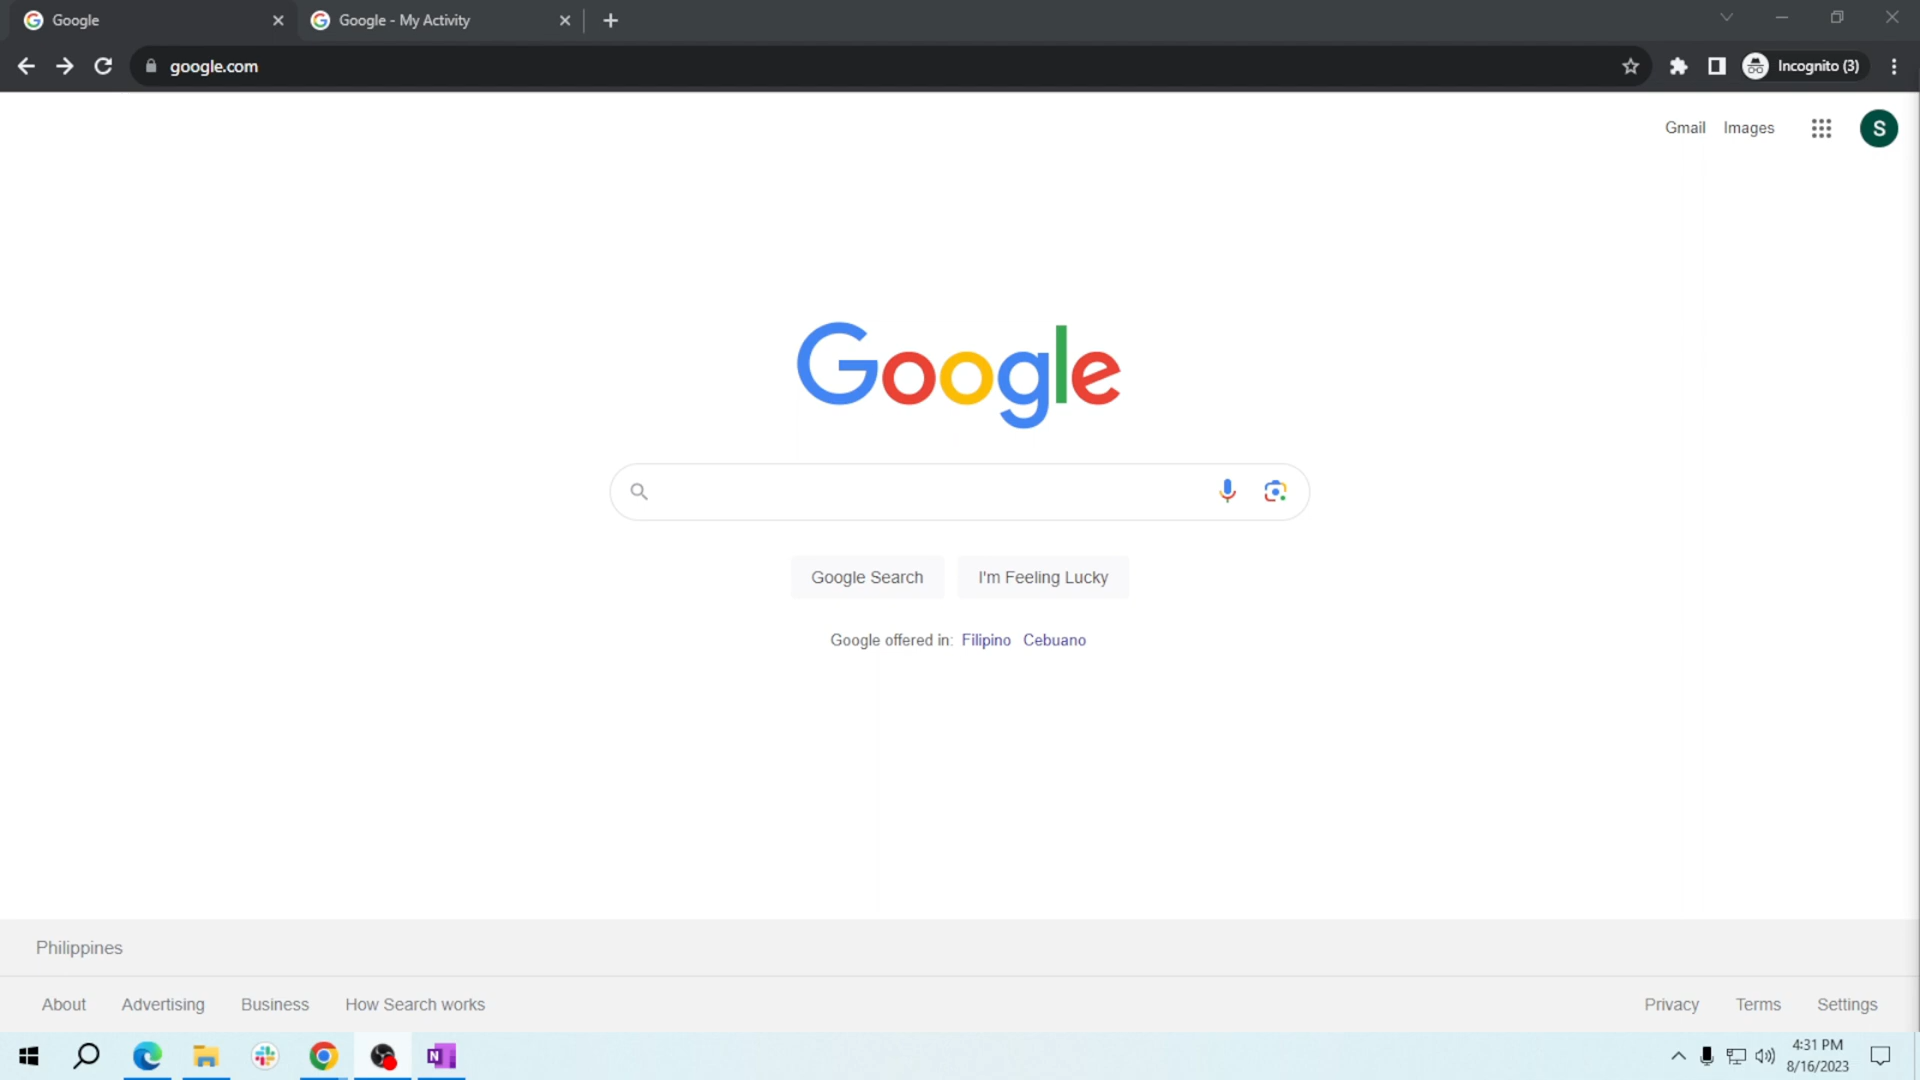 Google
Google - My Activity
google.com
Incognito (3)
Gmail Images
S
Google
Google Search I'm Feeling Lucky
Google offered in: Filipino Cebuano
Philippines
About Advertising Business How Search works
Privacy Terms Settings
N
4:31 PM
8/16/2023